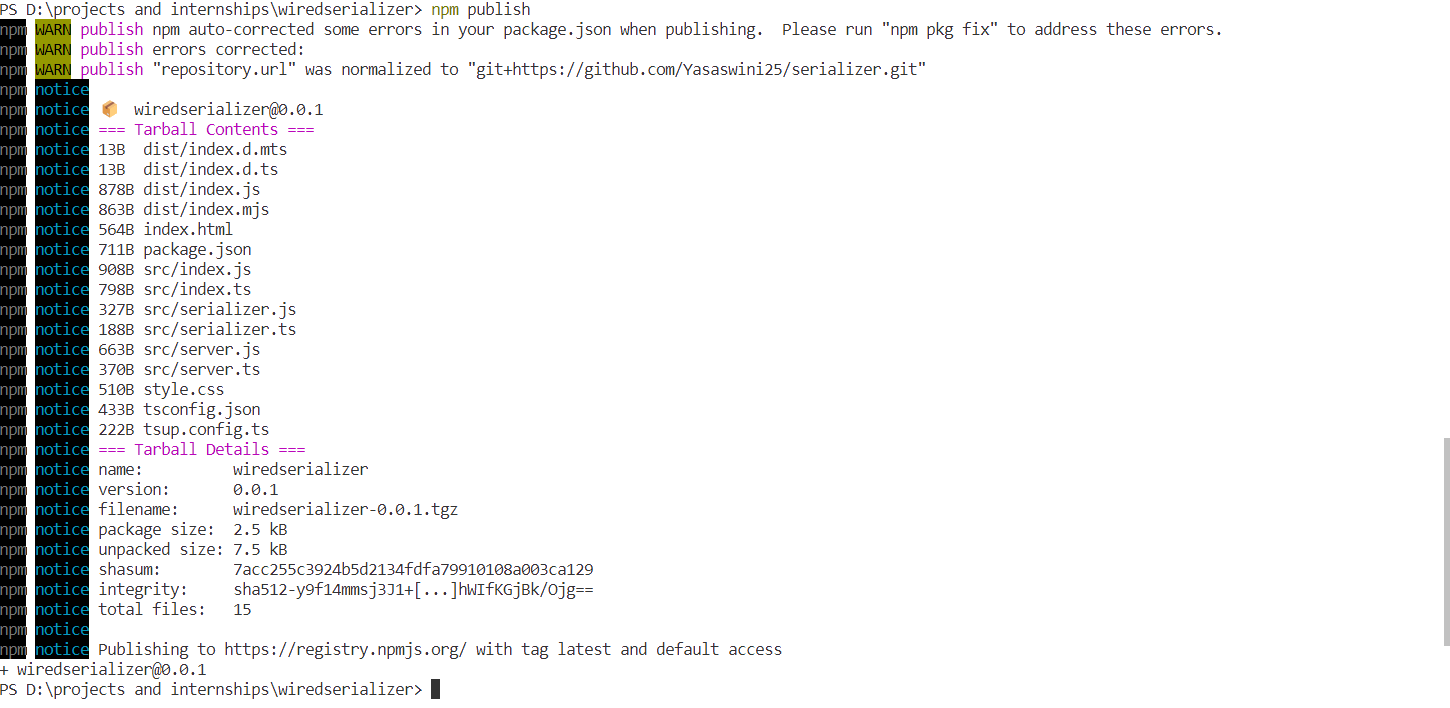 PS D:\projects and internships\wiredserializer> npm publish
npm WARN publish npm auto-corrected some errors in your package.json when publishing.  Please run "npm pkg fix" to address these errors.
npm WARN publish errors corrected:
npm WARN publish "repository.url" was normalized to "git+https://github.com/Yasaswini25/serializer.git"
npm notice
npm notice 📦  wiredserializer@0.0.1
npm notice === Tarball Contents ===
npm notice 13B  dist/index.d.mts
npm notice 13B  dist/index.d.ts
npm notice 878B dist/index.js
npm notice 863B dist/index.mjs
npm notice 564B index.html
npm notice 711B package.json
npm notice 908B src/index.js
npm notice 798B src/index.ts
npm notice 327B src/serializer.js
npm notice 188B src/serializer.ts
npm notice 663B src/server.js
npm notice 370B src/server.ts
npm notice 510B style.css
npm notice 433B tsconfig.json
npm notice 222B tsup.config.ts
npm notice === Tarball Details ===
npm notice name:          wiredserializer
npm notice version:       0.0.1
npm notice filename:      wiredserializer-0.0.1.tgz
npm notice package size:  2.5 kB
npm notice unpacked size: 7.5 kB
npm notice shasum:        7acc255c3924b5d2134fdfa79910108a003ca129
npm notice integrity:     sha512-y9f14mmsj3J1+[...]hWIfKGjBk/Ojg==
npm notice total files:   15
npm notice
npm notice Publishing to https://registry.npmjs.org/ with tag latest and default access
+ wiredserializer@0.0.1
PS D:\projects and internships\wiredserializer>